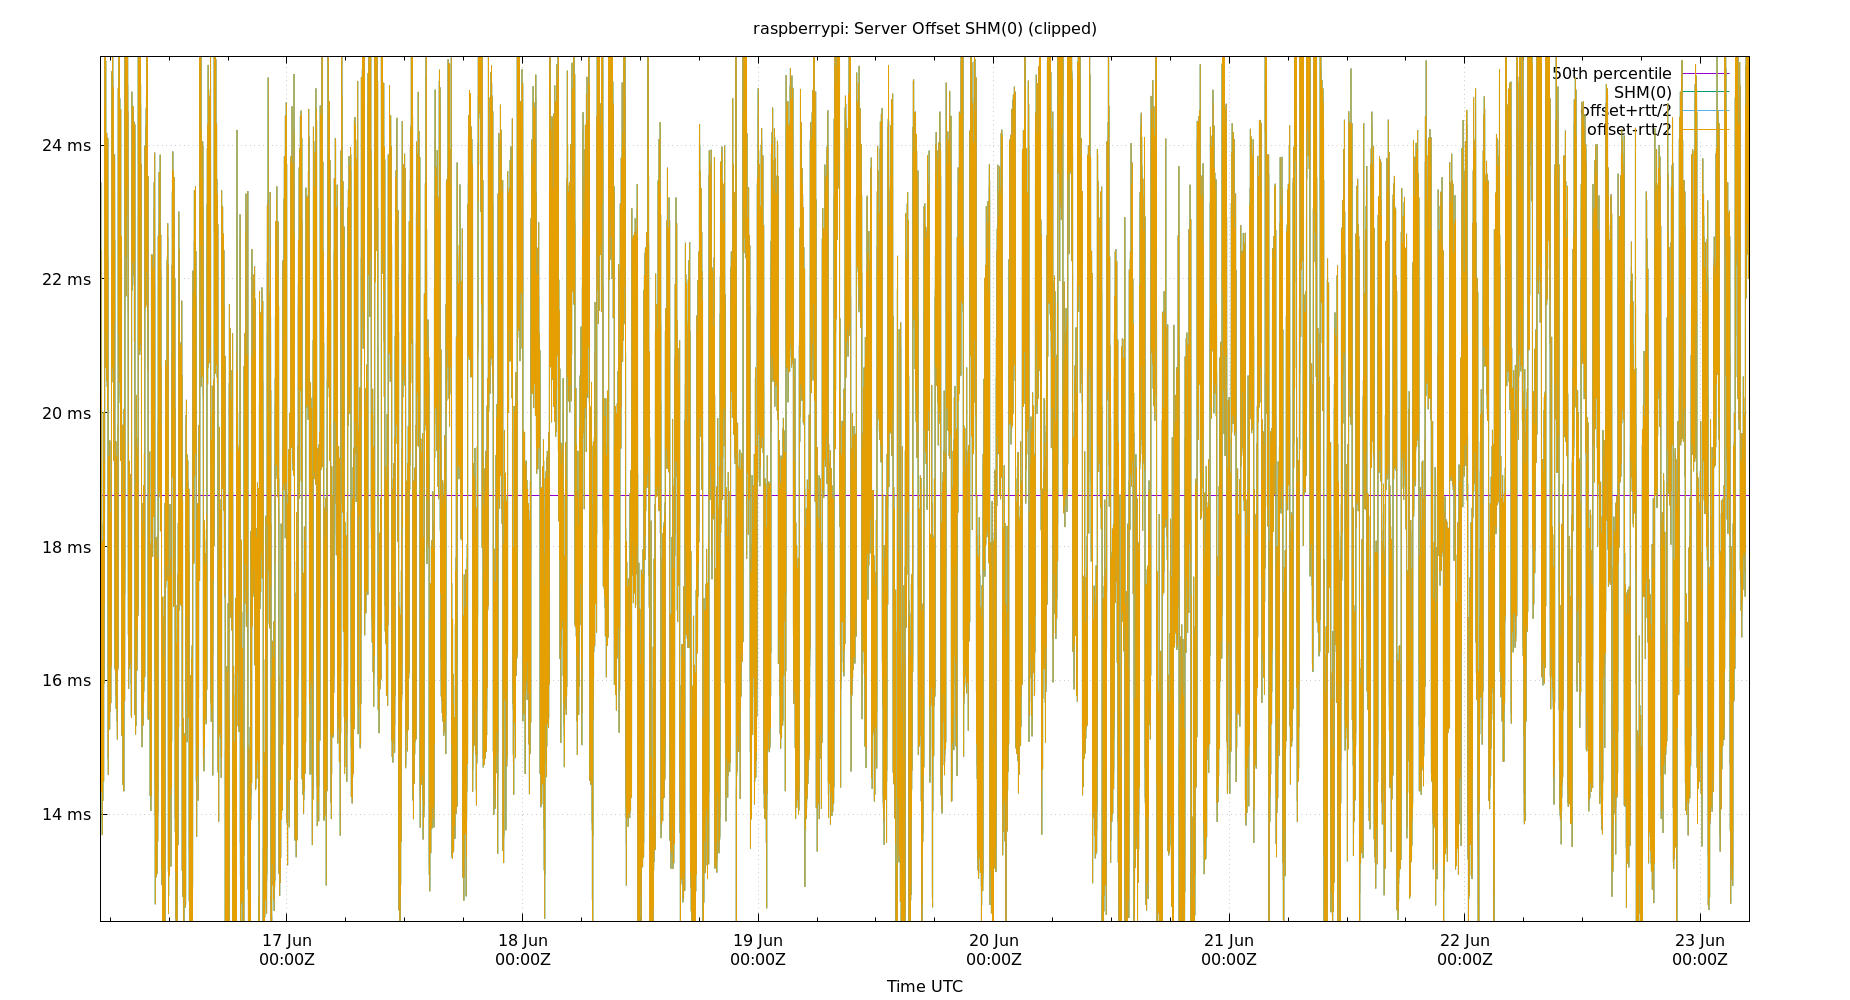 raspberrypi: Server Offset SHM(0) (clipped)
50th percentile
SHM(0)
offset+rtt/2
offset-rtt/2
24 ms
22 ms
20 ms
18 ms
16 ms
14 ms
17 Jun 18 Jun 19 Jun 20 Jun 21 Jun 22 Jun 23 Jun
00:00Z 00:00Z 00:00Z 00:00Z 00:00Z 00:00Z 00:00Z
Time UTC